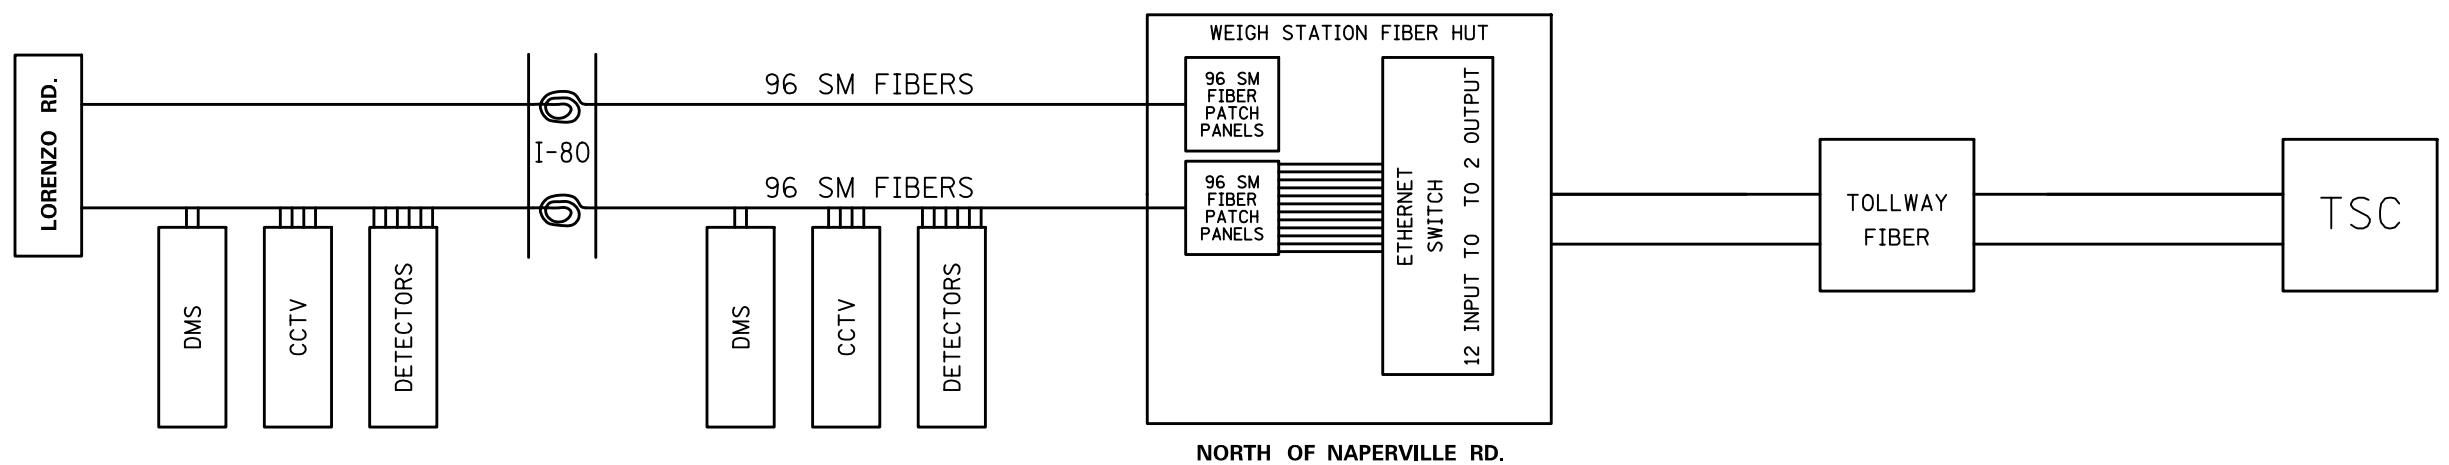 LORENZO RD.
96 SM FIBERS
I-80
96 SM FIBERS
DMS
CCTV
DETECTORS
DMS
CCTV
DETECTORS
WEIGH STATION FIBER HUT
96 SM
FIBER
PATCH
PANELS
96 SM
FIBER
PATCH
PANELS
ETHERNET
SWITCH
12 INPUT TO TO 2 OUTPUT
NORTH OF NAPERVILLE RD.
TOLLWAY
FIBER
TSC